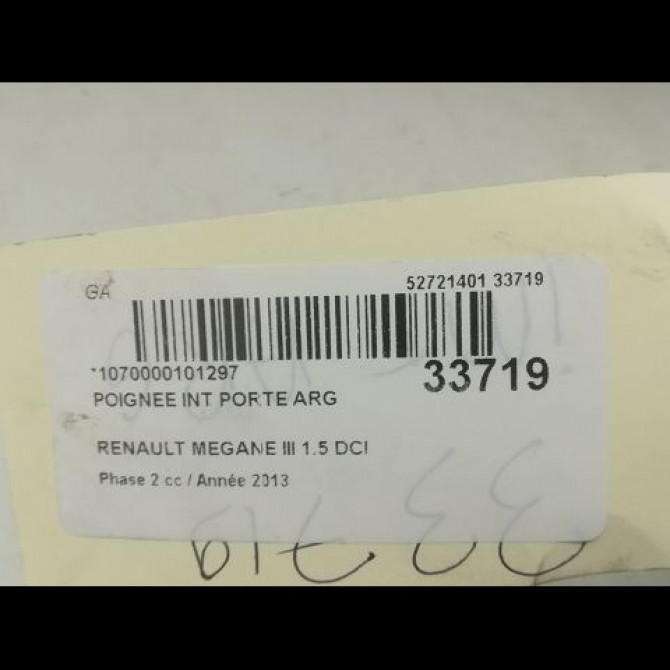 GA
52721401 33719
*1070000101297
33719
POIGNEE INT PORTE ARG
RENAULT MEGANE III 1.5 DCI
Phase 2 cc / Année 2013
33719